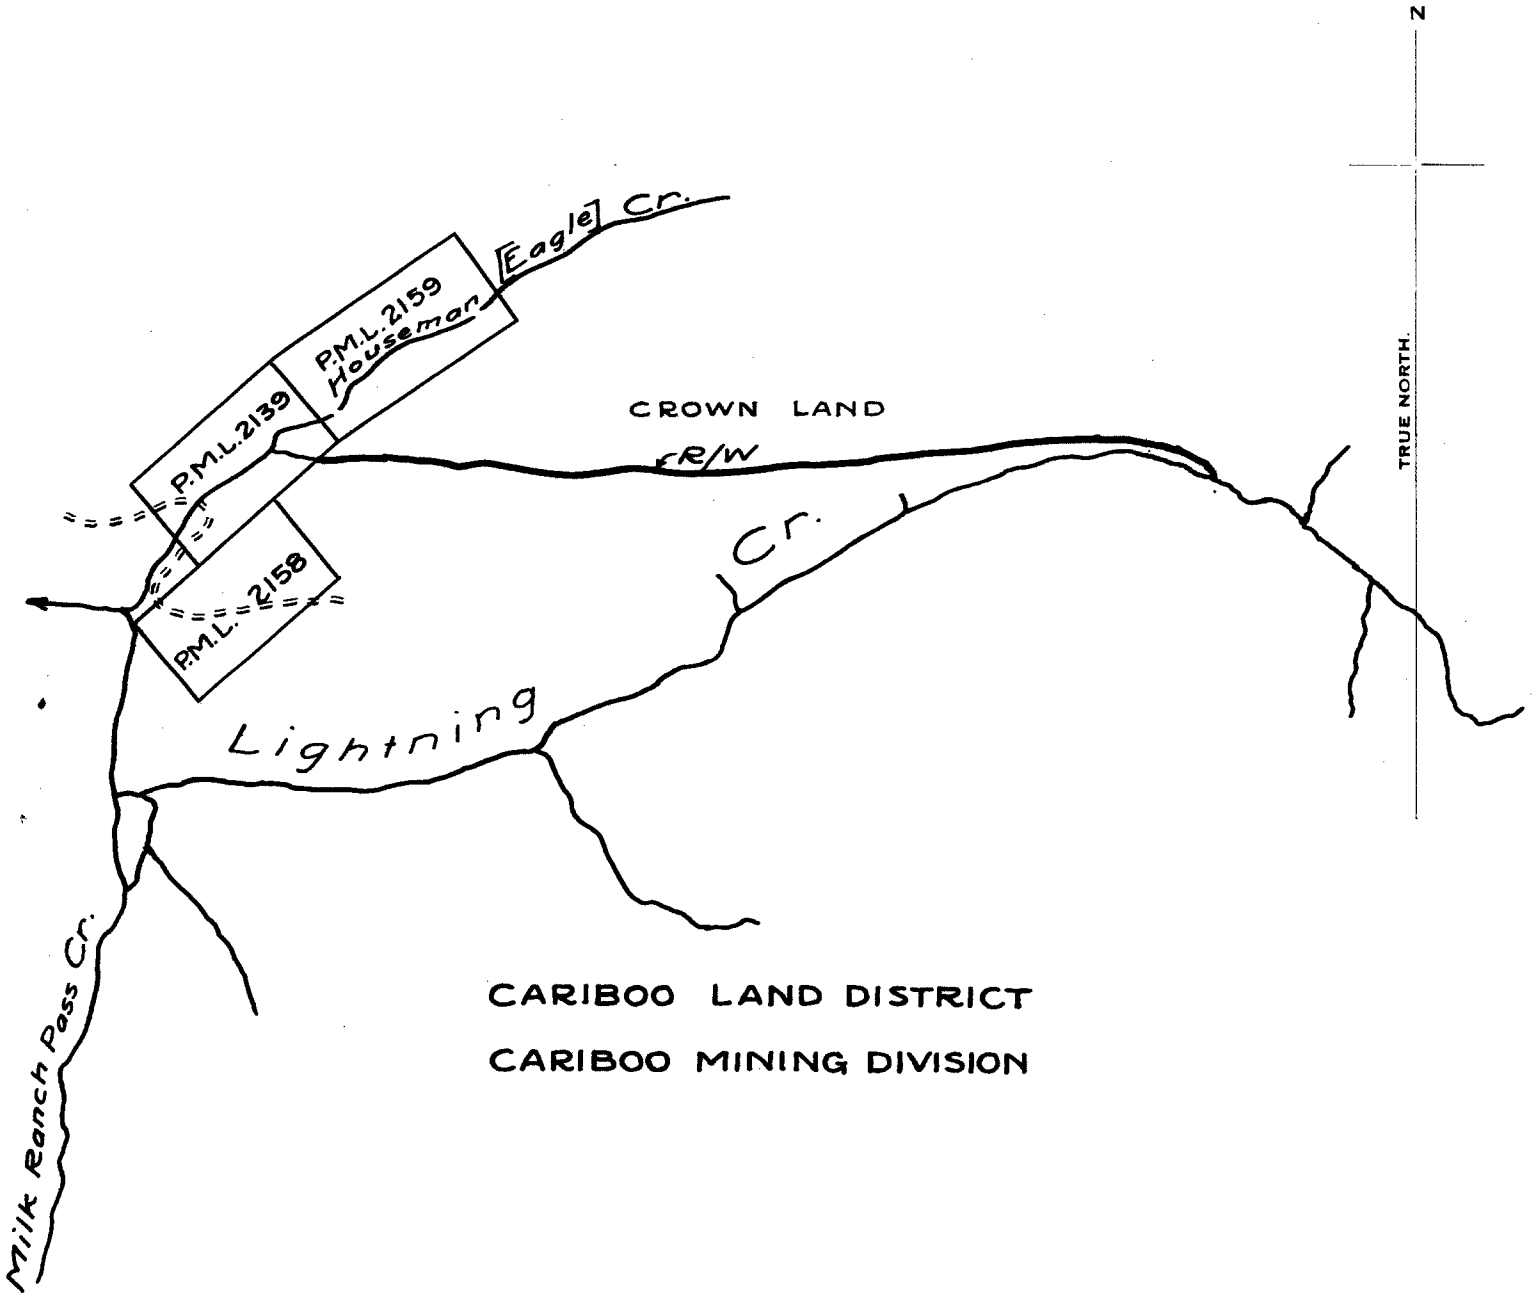 N
TRUE NORTH.
Houseman [Eagle] Cr.
P.M.L. 2159
P.M.L. 2139
CROWN LAND
R/W
P.M.L. 2158
Lightning Cr.
Milk Ranch Pass Cr.
CARIBOO LAND DISTRICT
CARIBOO MINING DIVISION